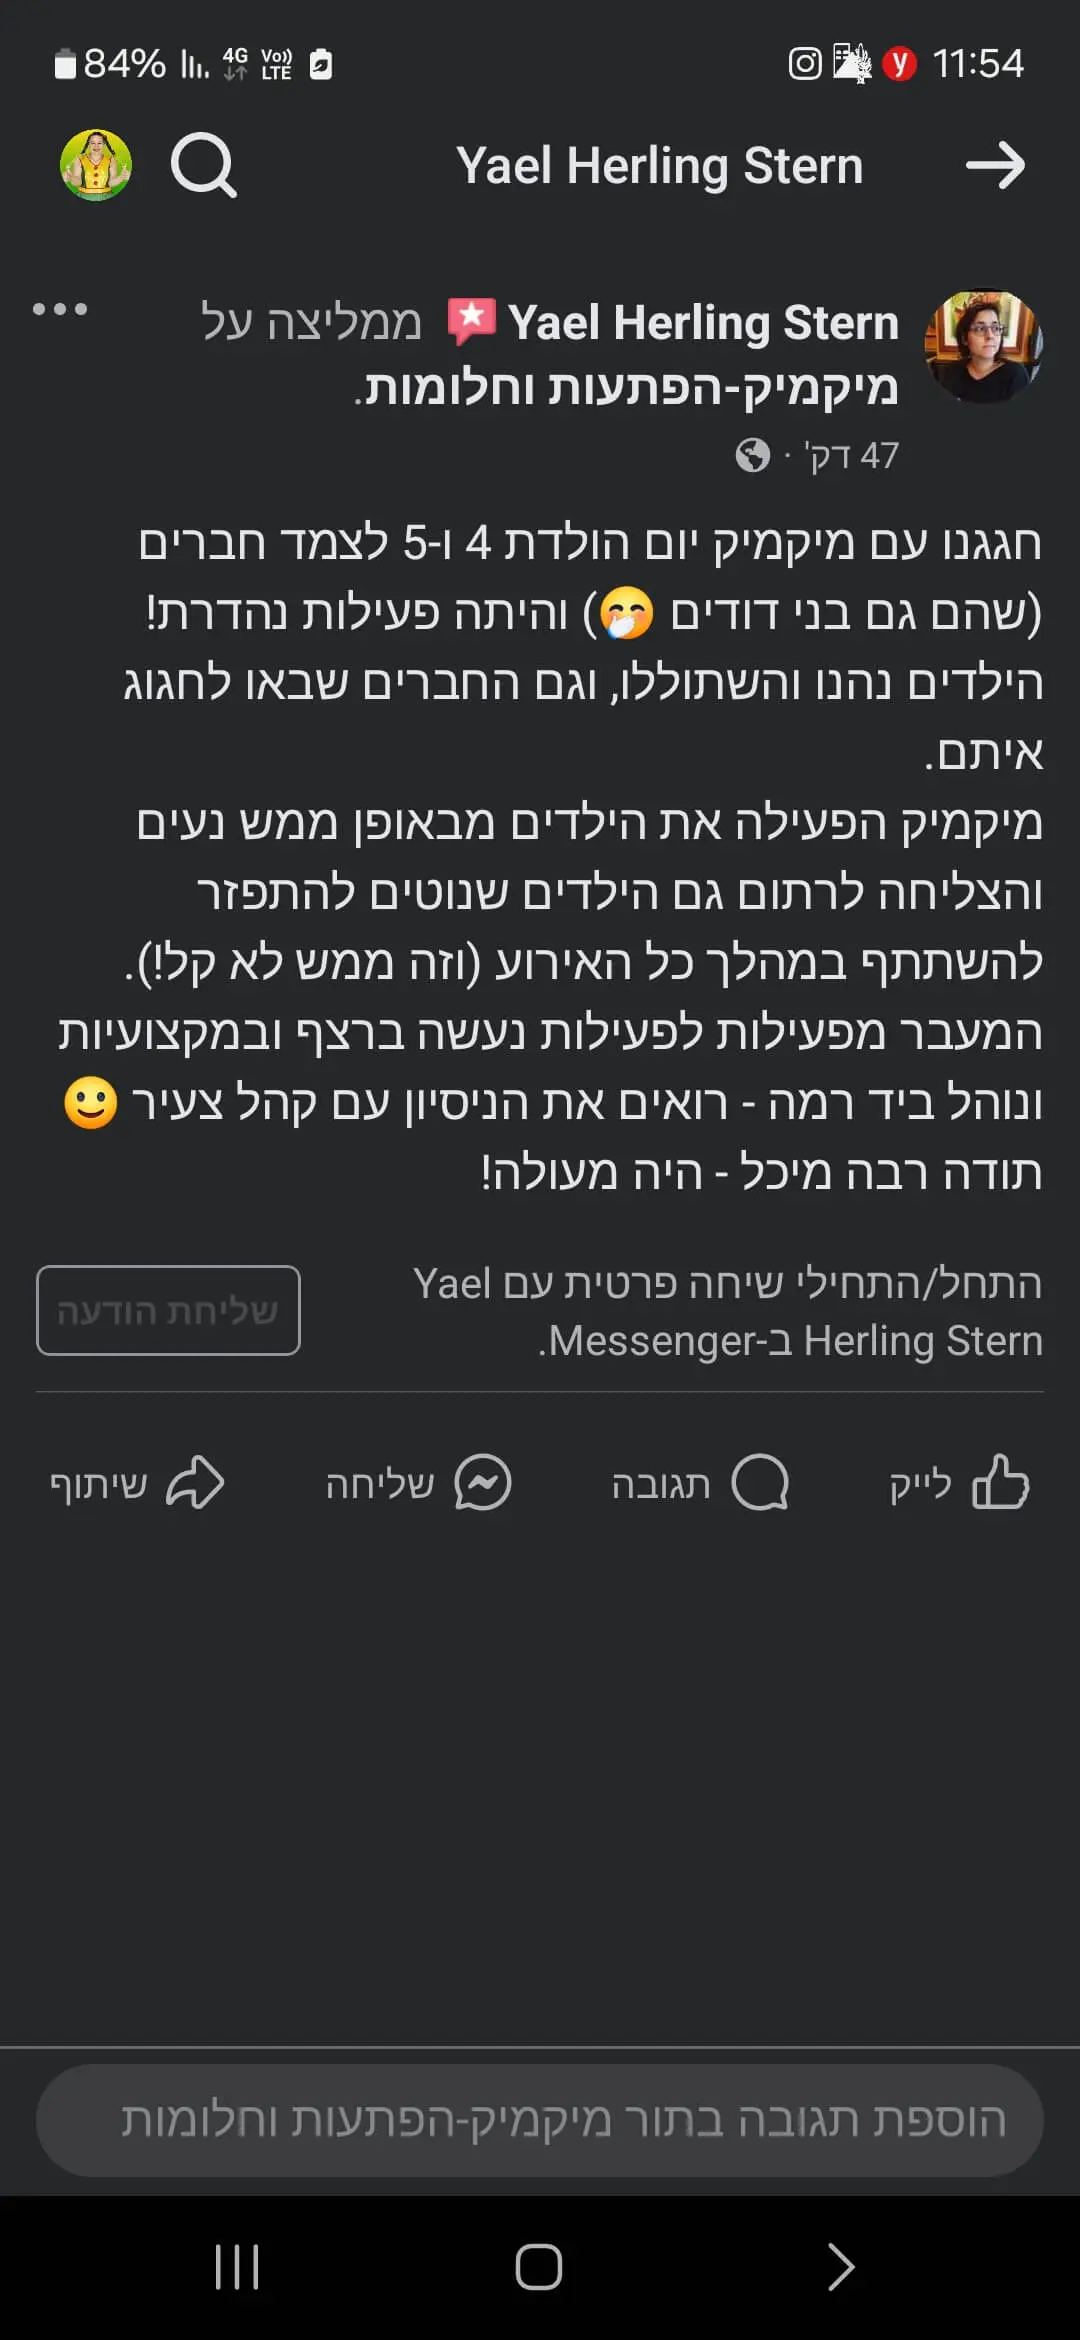 84% 4G Vo)) LTE y 11:54
Yael Herling Stern
Yael Herling Stern ממליצה על
מיקמיק-הפתעות וחלומות.
47 דק' ·
חגגנו עם מיקמיק יום הולדת 4 ו-5 לצמד חברים
(שהם גם בני דודים 🤭) והיתה פעילות נהדרת!
הילדים נהנו והשתוללו, וגם החברים שבאו לחגוג
איתם.
מיקמיק הפעילה את הילדים מבאופן ממש נעים
והצליחה לרתום גם הילדים שנוטים להתפזר
להשתתף במהלך כל האירוע (וזה ממש לא קל!).
המעבר מפעילות לפעילות נעשה ברצף ובמקצועיות
ונוהל ביד רמה - רואים את הניסיון עם קהל צעיר 🙂
תודה רבה מיכל - היה מעולה!
התחל/התחילי שיחה פרטית עם Yael
Herling Stern ב-Messenger.
שליחת הודעה
לייק תגובה שליחה שיתוף
הוספת תגובה בתור מיקמיק-הפתעות וחלומות